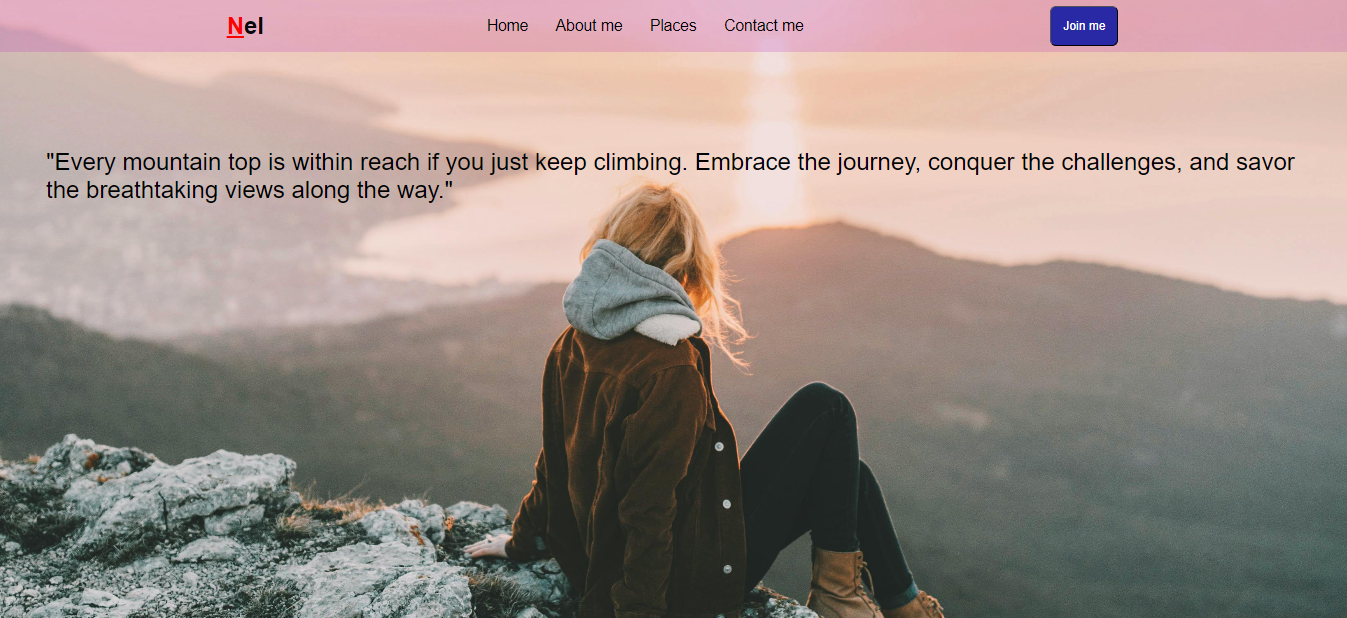 Nel
Home About me Places Contact me
Join me
"Every mountain top is within reach if you just keep climbing. Embrace the journey, conquer the challenges, and savor
the breathtaking views along the way."